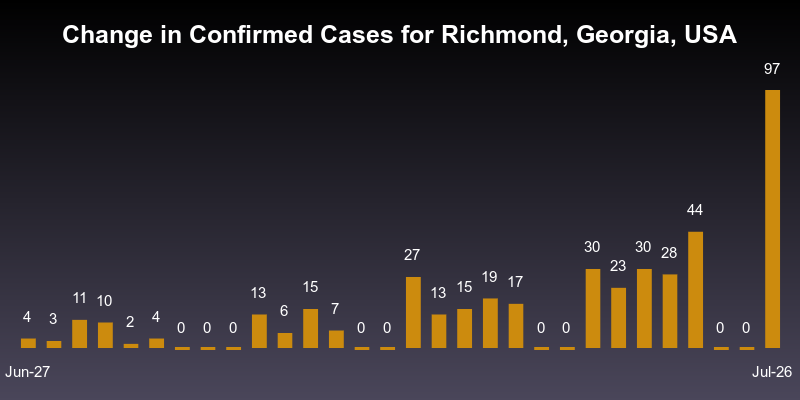 Change in Confirmed Cases for Richmond, Georgia, USA
4 3 11 10 2 4 0 0 0 13 6 15 7 0 0 27 13 15 19 17 0 0 30 23 30 28 44 0 0 97
Jun-27 Jul-26